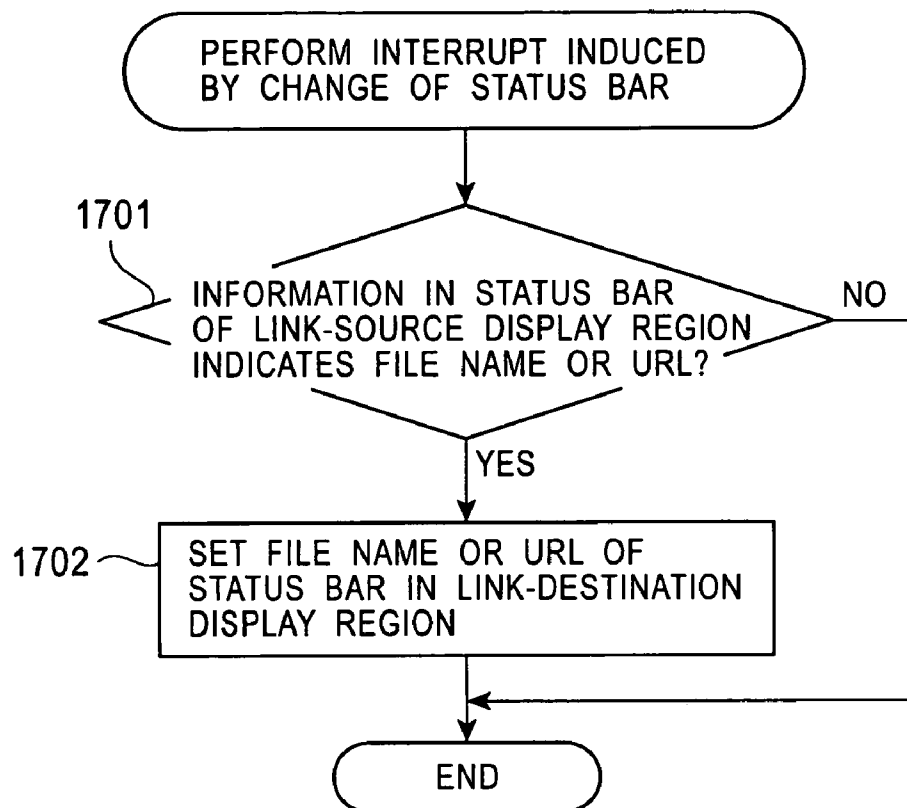 PERFORM INTERRUPT INDUCED
BY CHANGE OF STATUS BAR
1701
INFORMATION IN STATUS BAR
OF LINK-SOURCE DISPLAY REGION
INDICATES FILE NAME OR URL?
NO
YES
1702
SET FILE NAME OR URL OF
STATUS BAR IN LINK-DESTINATION
DISPLAY REGION
END